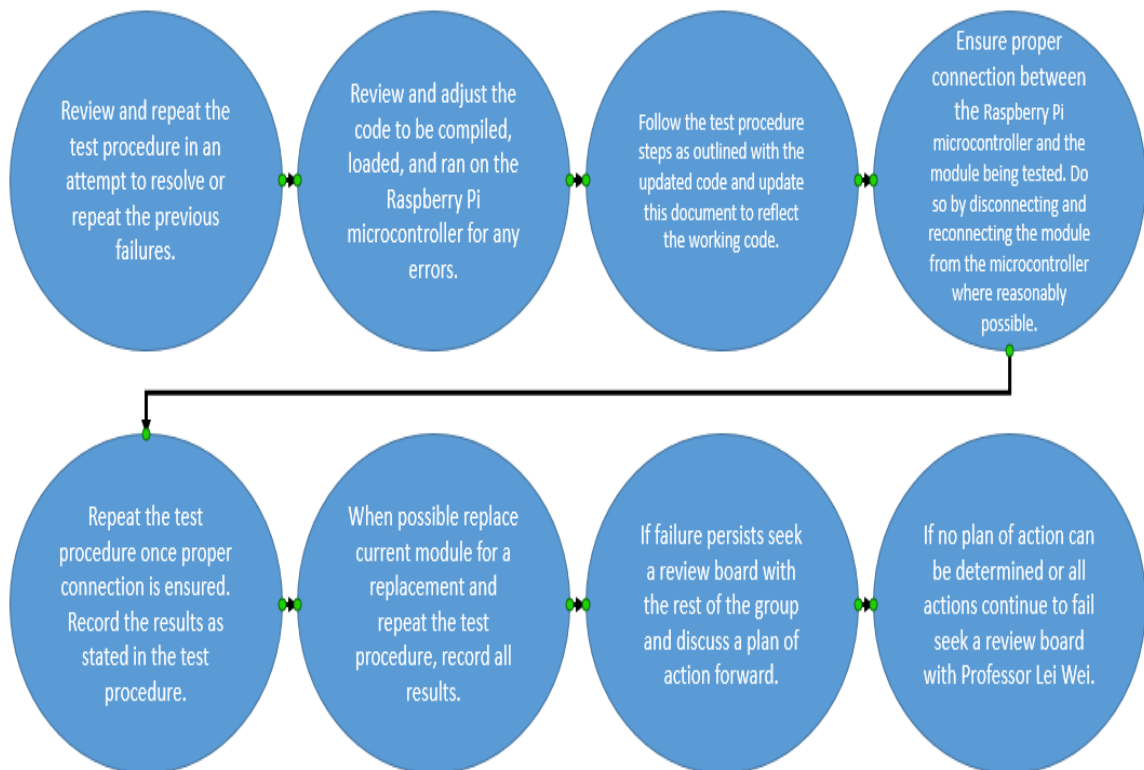 Review and repeat the
test procedure in an
attempt to resolve or
repeat the previous
failures.
Review and adjust the
code to be compiled,
loaded, and ran on the
Raspberry Pi
microcontroller for any
errors.
Follow the test procedure
steps as outlined with the
updated code and update
this document to reflect
the working code.
Ensure proper
connection between
the Raspberry Pi
microcontroller and the
module being tested. Do
so by disconnecting and
reconnecting the module
from the microcontroller
where reasonably
possible.
Repeat the test
procedure once proper
connection is ensured.
Record the results as
stated in the test
procedure.
When possible replace
current module for a
replacement and
repeat the test
procedure, record all
results.
If failure persists seek
a review board with
the rest of the group
and discuss a plan of
action forward.
If no plan of action can
be determined or all
actions continue to fail
seek a review board
with Professor Lei Wei.